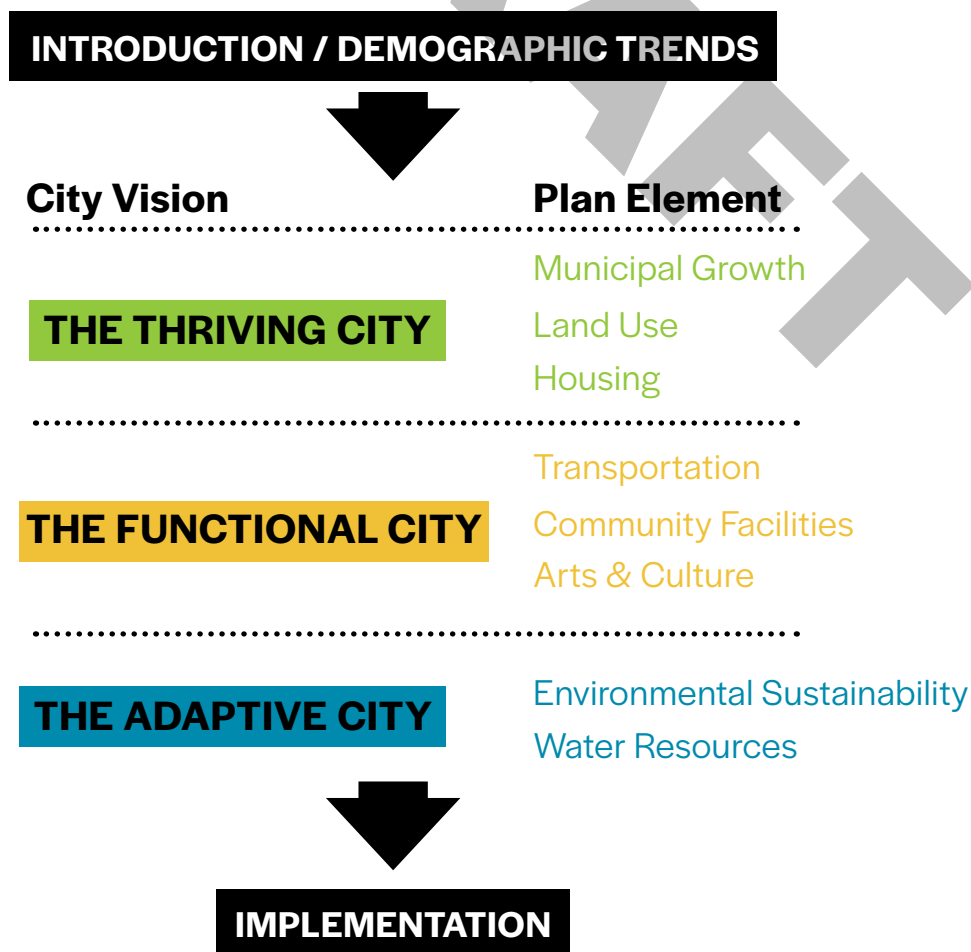 INTRODUCTION / DEMOGRAPHIC TRENDS
City Vision
Plan Element
THE THRIVING CITY
Municipal Growth
Land Use
Housing
THE FUNCTIONAL CITY
Transportation
Community Facilities
Arts & Culture
THE ADAPTIVE CITY
Environmental Sustainability
Water Resources
IMPLEMENTATION